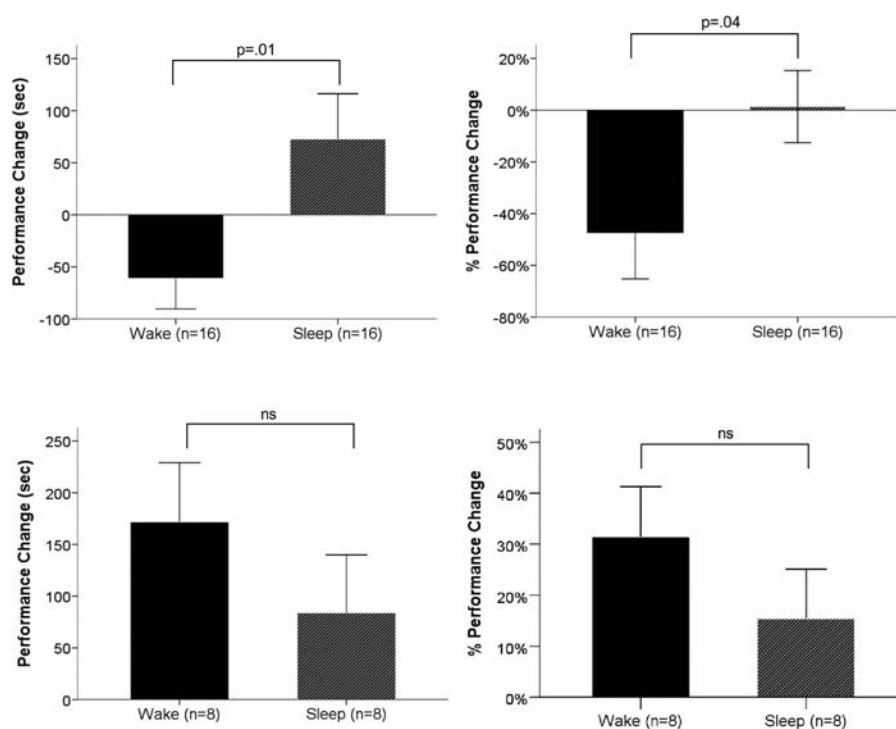 p=.01
Performance Change (sec)
150
100
50
0
-50
-100
Wake (n=16)
Sleep (n=16)
p=.04
% Performance Change
20%
0%
-20%
-40%
-60%
-80%
Wake (n=16)
Sleep (n=16)
ns
Performance Change (sec)
250
200
150
100
50
0
Wake (n=8)
Sleep (n=8)
ns
% Performance Change
50%
40%
30%
20%
10%
0%
Wake (n=8)
Sleep (n=8)